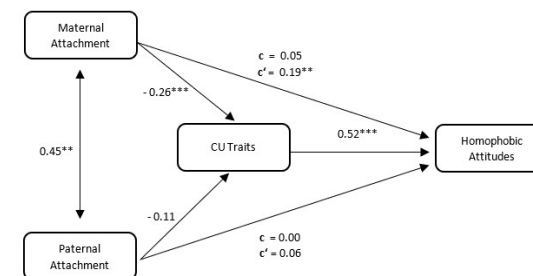 Maternal
Attachment
c = 0.05
c' = 0.19**
- 0.26***
0.52***
0.45**
CU Traits
Homophobic
Attitudes
- 0.11
Paternal
Attachment
c = 0.00
c' = 0.06